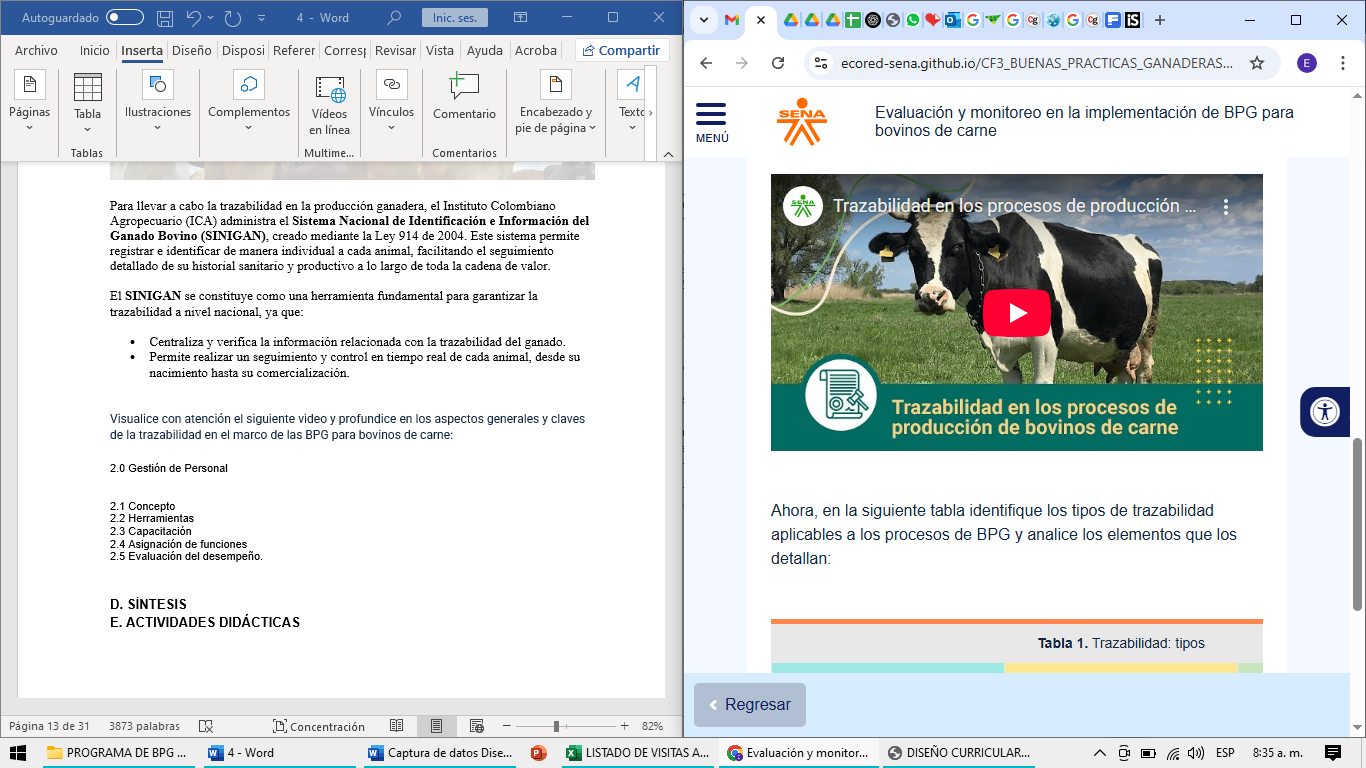 Autoguardado
4 - Word
Inic. ses.
Archivo Inicio Inserta Diseño Disposi Referer Corresp Revisar Vista Ayuda Acroba Compartir
Páginas
Tabla
Ilustraciones
Complementos
Vídeos
en línea
Vínculos
Comentario
Encabezado y
pie de página
Texto
Tablas
Multime...
Comentarios
Para llevar a cabo la trazabilidad en la producción ganadera, el Instituto Colombiano
Agropecuario (ICA) administra el Sistema Nacional de Identificación e Información del
Ganado Bovino (SINIGAN), creado mediante la Ley 914 de 2004. Este sistema permite
registrar e identificar de manera individual a cada animal, facilitando el seguimiento
detallado de su historial sanitario y productivo a lo largo de toda la cadena de valor.
El SINIGAN se constituye como una herramienta fundamental para garantizar la
trazabilidad a nivel nacional, ya que:
• Centraliza y verifica la información relacionada con la trazabilidad del ganado.
• Permite realizar un seguimiento y control en tiempo real de cada animal, desde su
nacimiento hasta su comercialización.
Visualice con atención el siguiente video y profundice en los aspectos generales y claves
de la trazabilidad en el marco de las BPG para bovinos de carne:
2.0 Gestión de Personal
2.1 Concepto
2.2 Herramientas
2.3 Capacitación
2.4 Asignación de funciones
2.5 Evaluación del desempeño.
D. SÍNTESIS
E. ACTIVIDADES DIDÁCTICAS
Página 13 de 31 3873 palabras Concentración 82%
ecored-sena.github.io/CF3_BUENAS_PRACTICAS_GANADERAS...
E
MENÚ
SENA
Evaluación y monitoreo en la implementación de BPG para
bovinos de carne
SENA
Trazabilidad en los procesos de producción ...
Trazabilidad en los procesos de
producción de bovinos de carne
Ahora, en la siguiente tabla identifique los tipos de trazabilidad
aplicables a los procesos de BPG y analice los elementos que los
detallan:
Tabla 1. Trazabilidad: tipos
Regresar
PROGRAMA DE BPG ... 4 - Word Captura de datos Dise... LISTADO DE VISITAS A... Evaluación y monitor... DISEÑO CURRICULAR... ESP 8:35 a. m.